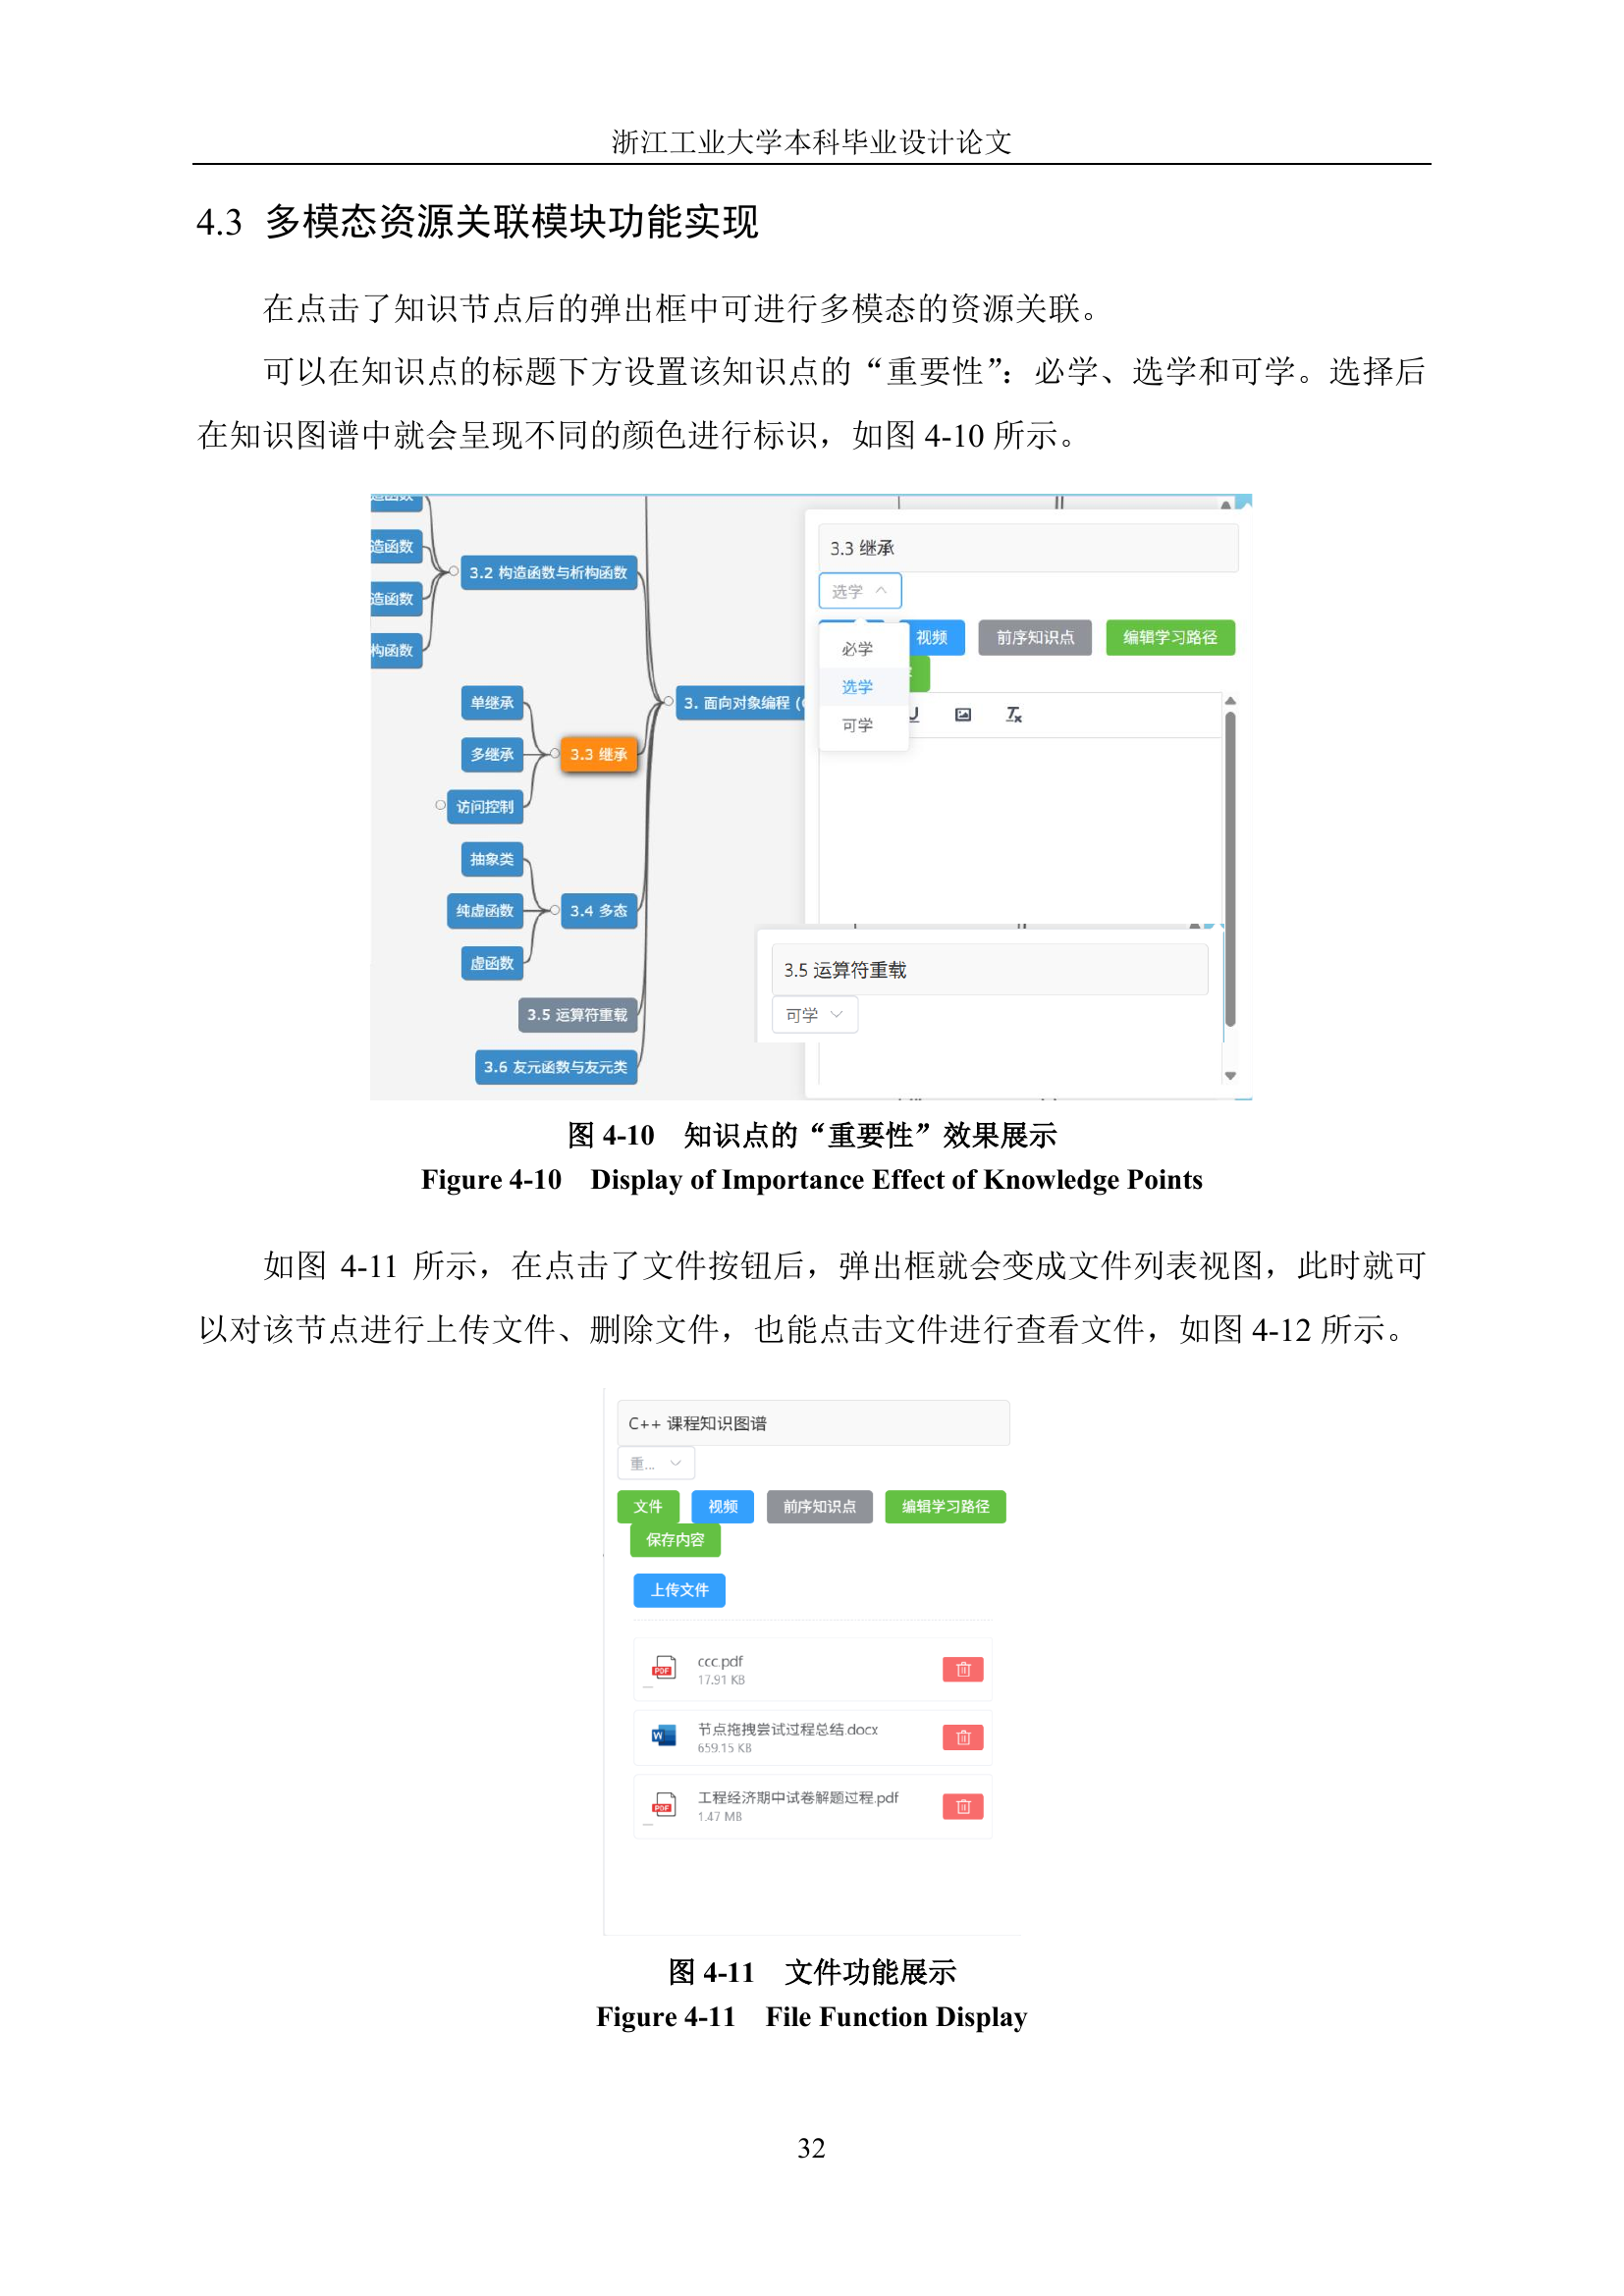 浙江工业大学本科毕业设计论文
4.3 多模态资源关联模块功能实现
在点击了知识节点后的弹出框中可进行多模态的资源关联。
可以在知识点的标题下方设置该知识点的“重要性”：必学、选学和可学。选择后
在知识图谱中就会呈现不同的颜色进行标识，如图 4-10 所示。
造函数
造函数
构函数
3.2 构造函数与析构函数
单继承
多继承
访问控制
3.3 继承
抽象类
纯虚函数
虚函数
3.4 多态
3.5 运算符重载
3.6 友元函数与友元类
3. 面向对象编程 (
3.3 继承
选学
必学
选学
可学
视频
前序知识点
编辑学习路径
3.5 运算符重载
可学
图 4-10 知识点的“重要性”效果展示
Figure 4-10 Display of Importance Effect of Knowledge Points
如图 4-11 所示，在点击了文件按钮后，弹出框就会变成文件列表视图，此时就可
以对该节点进行上传文件、删除文件，也能点击文件进行查看文件，如图 4-12 所示。
C++ 课程知识图谱
重...
文件 视频 前序知识点 编辑学习路径
保存内容
上传文件
PDF
ccc.pdf
17.91 KB
W
节点拖拽尝试过程总结.docx
659.15 KB
PDF
工程经济期中试卷解题过程.pdf
1.47 MB
图 4-11 文件功能展示
Figure 4-11 File Function Display
32